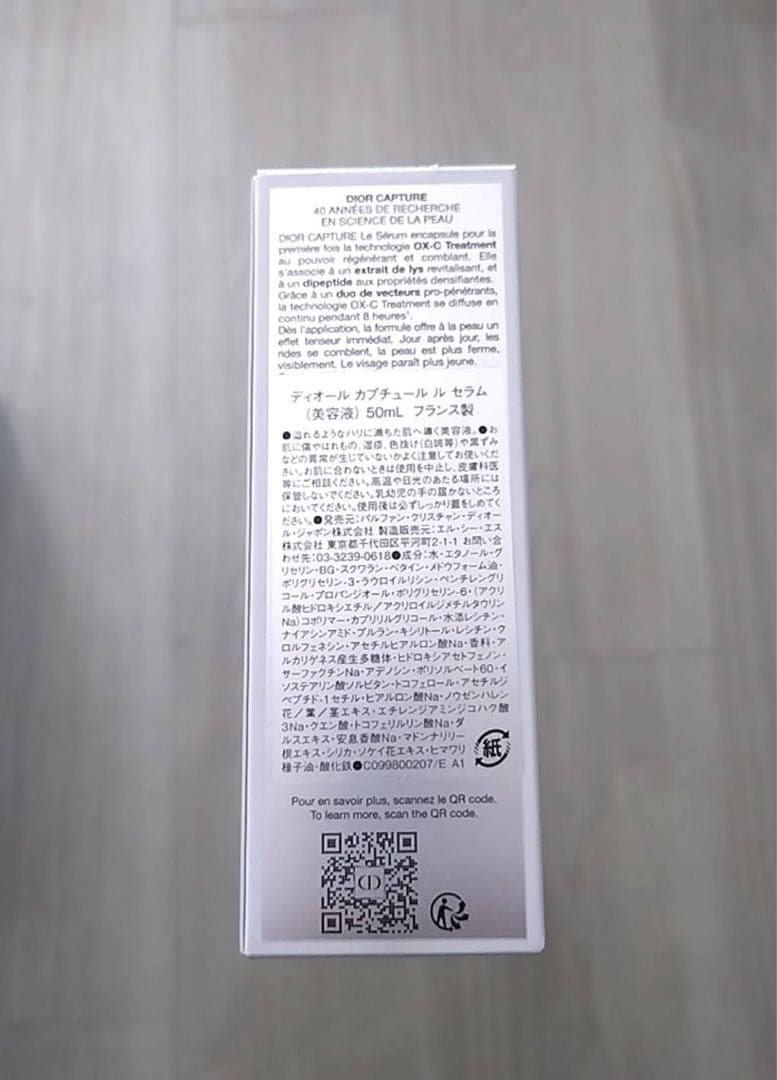 DIOR CAPTURE
40 ANNÉES DE RECHERCHE
EN SCIENCE DE LA PEAU
DIOR CAPTURE Le Sérum encapsule pour la
première fois la technologie OX-C Treatment
au pouvoir régénérant et comblant. Elle
s'associe à un extrait de lys revitalisant, et
à un dipeptide aux propriétés densifiantes.
Grâce à un duo de vecteurs pro-pénétrants,
la technologie OX-C Treatment se diffuse en
continu pendant 8 heures¹.
Dès l'application, la formule offre à la peau un
effet tenseur immédiat. Jour après jour, les
rides se comblent, la peau est plus ferme,
visiblement. Le visage paraît plus jeune.
ディオール カプチュール ル セラム
(美容液) 50mL フランス製
●溢れるようなハリに満ちた肌へ導く美容液。●お
肌に傷やはれもの、湿疹、色抜け(白斑等)や黒ずみ
などの異常が生じていないかよく注意してお使いく
ださい。お肌に合わないときは使用を中止し、皮膚科医
等にご相談ください。高温や日光のあたる場所には
保管しないでください。乳幼児の手の届かないところ
においてください。使用後は必ずしっかり蓋をしめてく
ださい。●発売元:パルファン・クリスチャン・ディオー
ル・ジャポン株式会社 製造販売元:エル・シー・エス
株式会社 東京都千代田区平河町2-1-1 お問い合
わせ先:03-3239-0618●成分:水・エタノール・グ
リセリン・BG・スクワラン・ベタイン・メドウフォーム油・
ポリグリセリン-3・ラウロイルリシン・ペンチレングリ
コール・プロパンジオール・ポリグリセリン-6・(アクリ
ル酸ヒドロキシエチル/アクリロイルジメチルタウリン
Na)コポリマー・カプリリルグリコール・水添レシチン・
ナイアシンアミド・プルラン・キシリトール・レシチン・ク
ロルフェネシン・アセチルヒアルロン酸Na・香料・ア
ルカリゲネス産生多糖体・ヒドロキシアセトフェノン・
サーファクチンNa・アデノシン・ポリソルベート60・イ
ソステアリン酸ソルビタン・トコフェロール・アセチルジ
ペプチド-1セチル・ヒアルロン酸Na・ノウゼンハレン
花/葉/茎エキス・エチレンジアミンジコハク酸
3Na・クエン酸・トコフェリルリン酸Na・ダ
ルスエキス・安息香酸Na・マドンナリリー
根エキス・シリカ・ソケイ花エキス・ヒマワリ
種子油・酸化鉄●C099800207/E A1
紙
Pour en savoir plus, scannez le QR code.
To learn more, scan the QR code.
CD